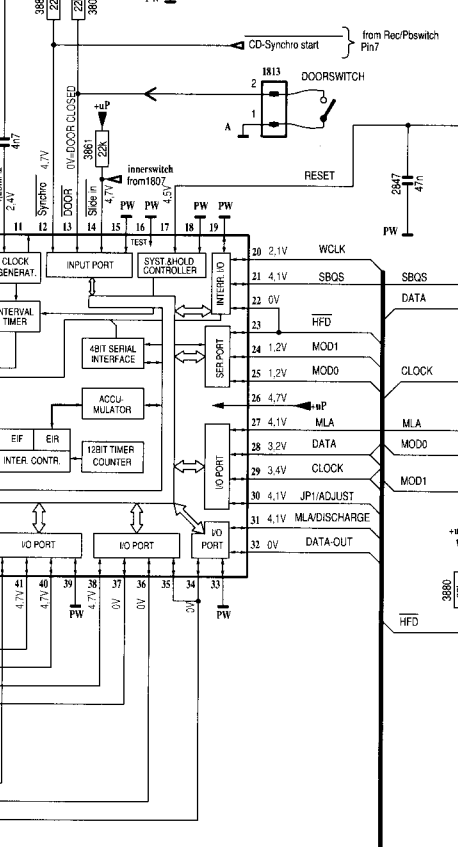 PW
CD-Synchro start
from Rec/Pbswitch
Pin7
1813
DOORSWITCH
2
1
A
+uP
3861
22k
0V=DOOR CLOSED
innerswitch
from1807
RESET
4n7
2,4V
4,7V
Synchro
DOOR
Slide in
4,7V
4,5V
2847
47n
PW
PW PW PW PW
11 12 13 14 15 16 17 18 19
TEST
CLOCK
GENERAT.
INPUT PORT
SYST.&HOLD
CONTROLLER
INTERR. I/O
INTERVAL
TIMER
4BIT SERIAL
INTERFACE
SER.PORT
ACCU-
MULATOR
EIF EIR
INTER. CONTR.
12BIT TIMER
COUNTER
I/O PORT
I/O PORT
I/O PORT
I/O
PORT
20 2,1V WCLK
21 4,1V SBQS
22 0V
23 HFD
24 1,2V MOD1
25 1,2V MOD0
26 4,7V +uP
27 4,1V MLA
28 3,2V DATA
29 3,4V CLOCK
30 4,1V JP1/ADJUST
31 4,1V MLA/DISCHARGE
32 0V DATA-OUT
SBQS
DATA
CLOCK
MLA
MOD0
MOD1
3880
HFD
41 40 39 38 37 36 35 34 33
4,7V 4,7V PW 4,7V 0V 0V 0V PW